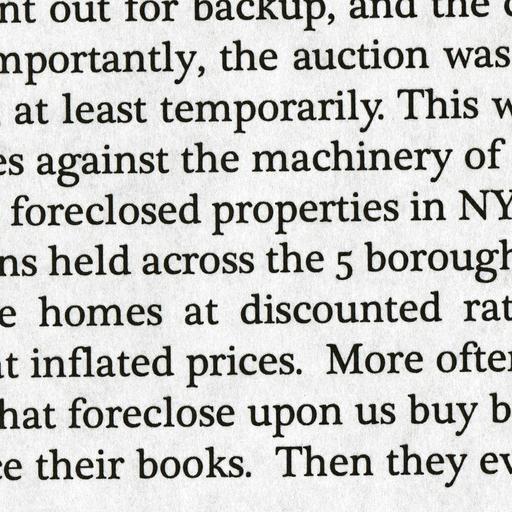 nt out for backup, and the
mportantly, the auction was
at least temporarily. This w
es against the machinery of
foreclosed properties in NY
ns held across the 5 borough
e homes at discounted rat
at inflated prices. More ofte
hat foreclose upon us buy b
ce their books. Then they ev